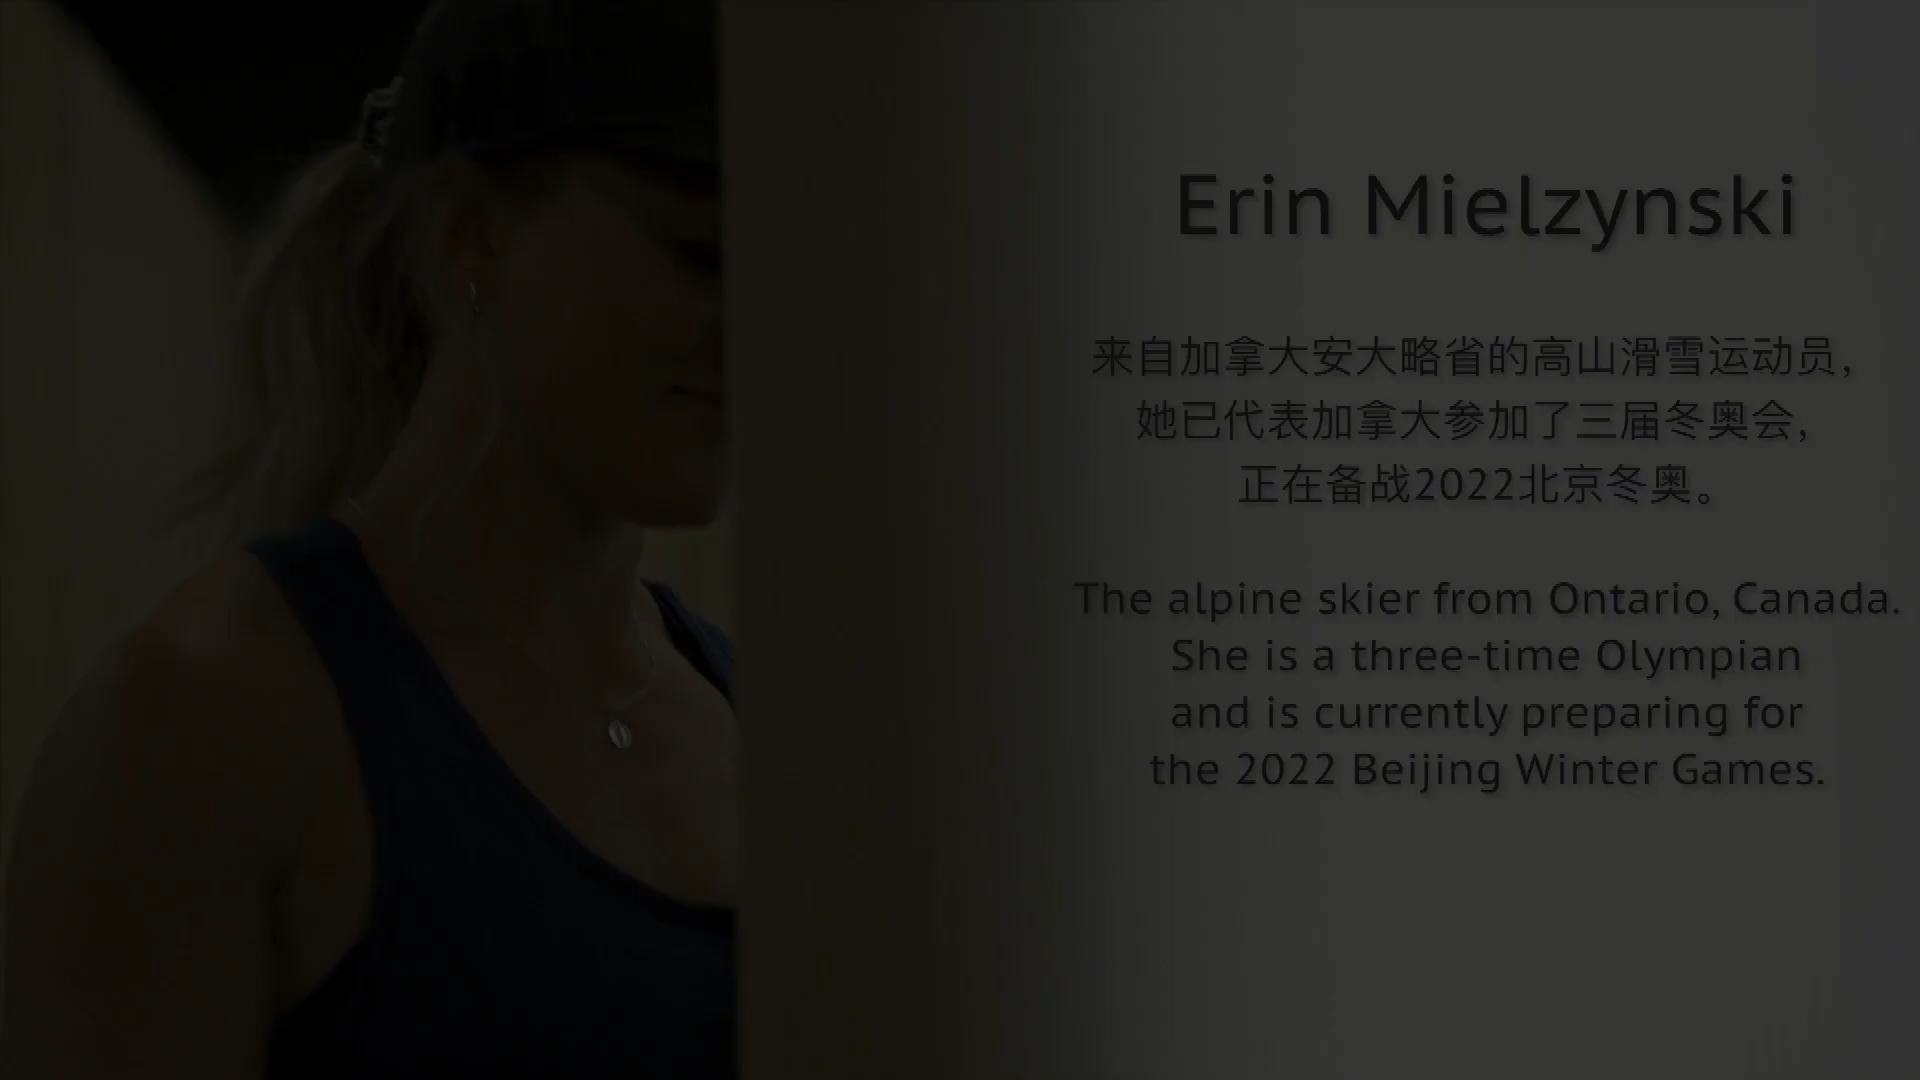 Erin Mielzynski
来自加拿大安大略省的高山滑雪运动员，
她已代表加拿大参加了三届冬奥会，
正在备战2022北京冬奥。
The alpine skier from Ontario, Canada.
She is a three-time Olympian
and is currently preparing for
the 2022 Beijing Winter Games.